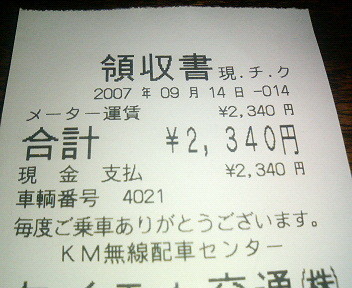 領収書 現.チ.ク
2007 年 09 月 14 日 -014
メーター運賃 ¥2,340 円
合計 ¥2,340円
現 金 支払 ¥2,340 円
車輌番号 4021
毎度ご乗車ありがとうございます。
KM無線配車センター
交通㈱